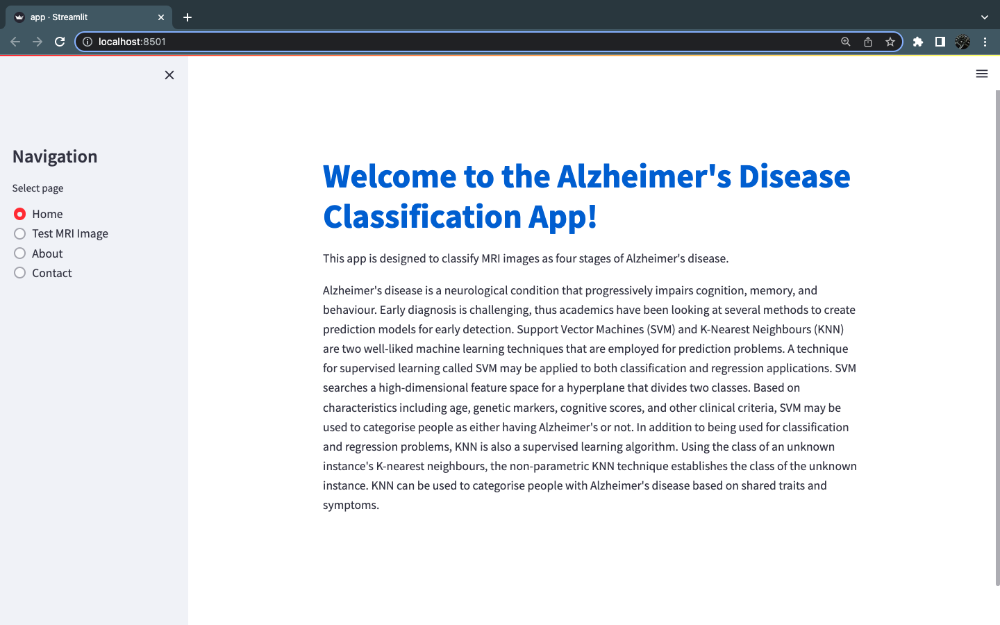 app · Streamlit
localhost:8501
Navigation
Select page
Home
Test MRI Image
About
Contact
Welcome to the Alzheimer's Disease
Classification App!
This app is designed to classify MRI images as four stages of Alzheimer's disease.
Alzheimer's disease is a neurological condition that progressively impairs cognition, memory, and
behaviour. Early diagnosis is challenging, thus academics have been looking at several methods to create
prediction models for early detection. Support Vector Machines (SVM) and K-Nearest Neighbours (KNN)
are two well-liked machine learning techniques that are employed for prediction problems. A technique
for supervised learning called SVM may be applied to both classification and regression applications. SVM
searches a high-dimensional feature space for a hyperplane that divides two classes. Based on
characteristics including age, genetic markers, cognitive scores, and other clinical criteria, SVM may be
used to categorise people as either having Alzheimer's or not. In addition to being used for classification
and regression problems, KNN is also a supervised learning algorithm. Using the class of an unknown
instance's K-nearest neighbours, the non-parametric KNN technique establishes the class of the unknown
instance. KNN can be used to categorise people with Alzheimer's disease based on shared traits and
symptoms.